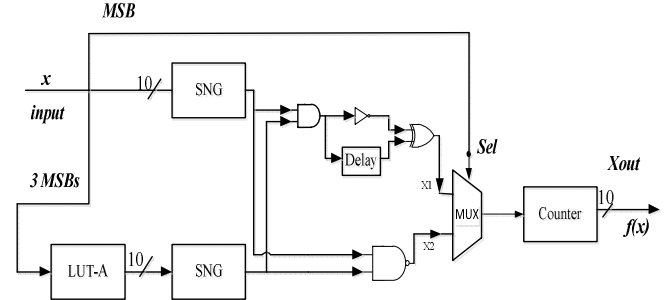 MSB
x
10
SNG
input
Delay
Sel
Xout
3 MSBs
X1
MUX
Counter
10
f(x)
X2
LUT-A
10
SNG